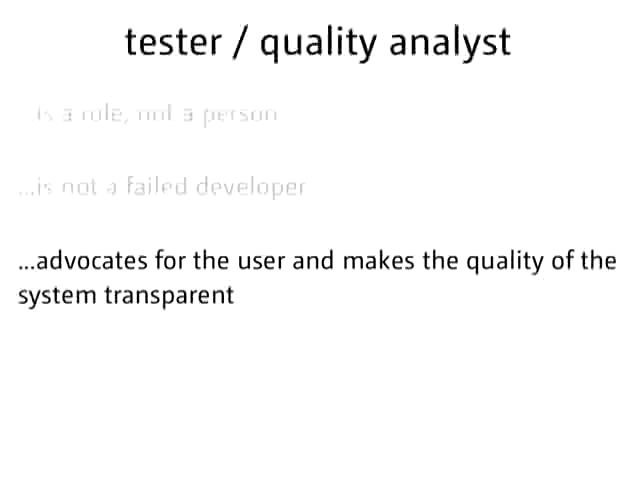 tester / quality analyst
is a role, not a person
...is not a failed developer
...advocates for the user and makes the quality of the
system transparent